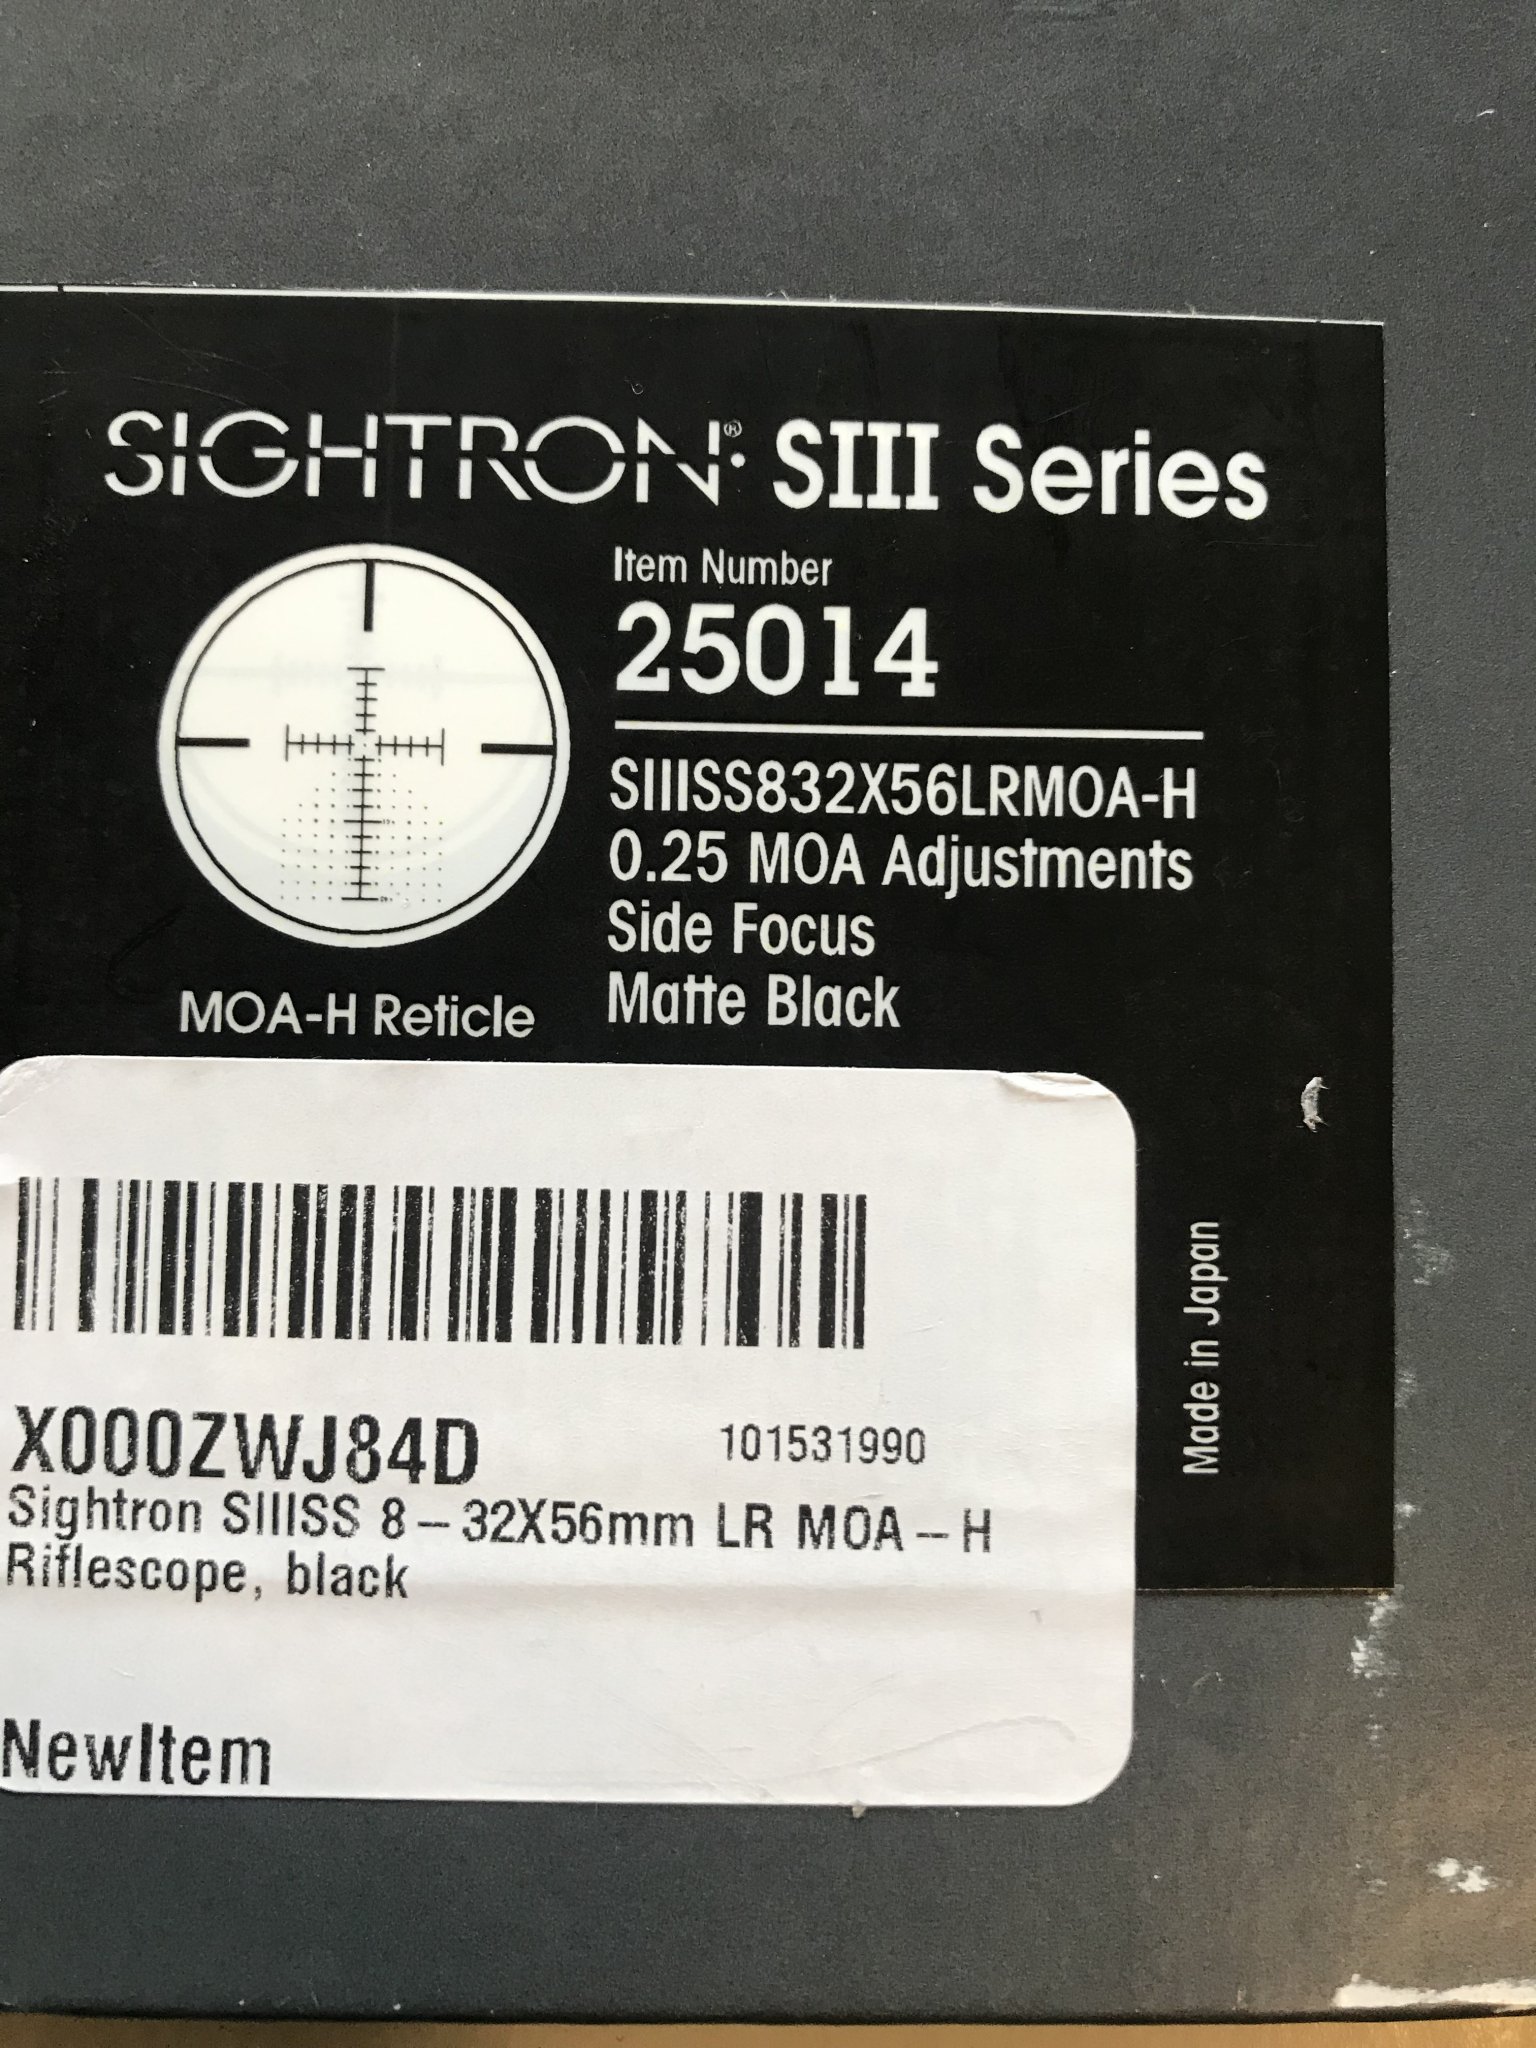 SIGHTRON® SIII Series
Item Number
25014
SIIISS832X56LRMOA-H
0.25 MOA Adjustments
Side Focus
Matte Black
MOA-H Reticle
Made in Japan
X000ZWJ84D 101531990
Sightron SIIISS 8-32X56mm LR MOA-H
Riflescope, black
NewItem